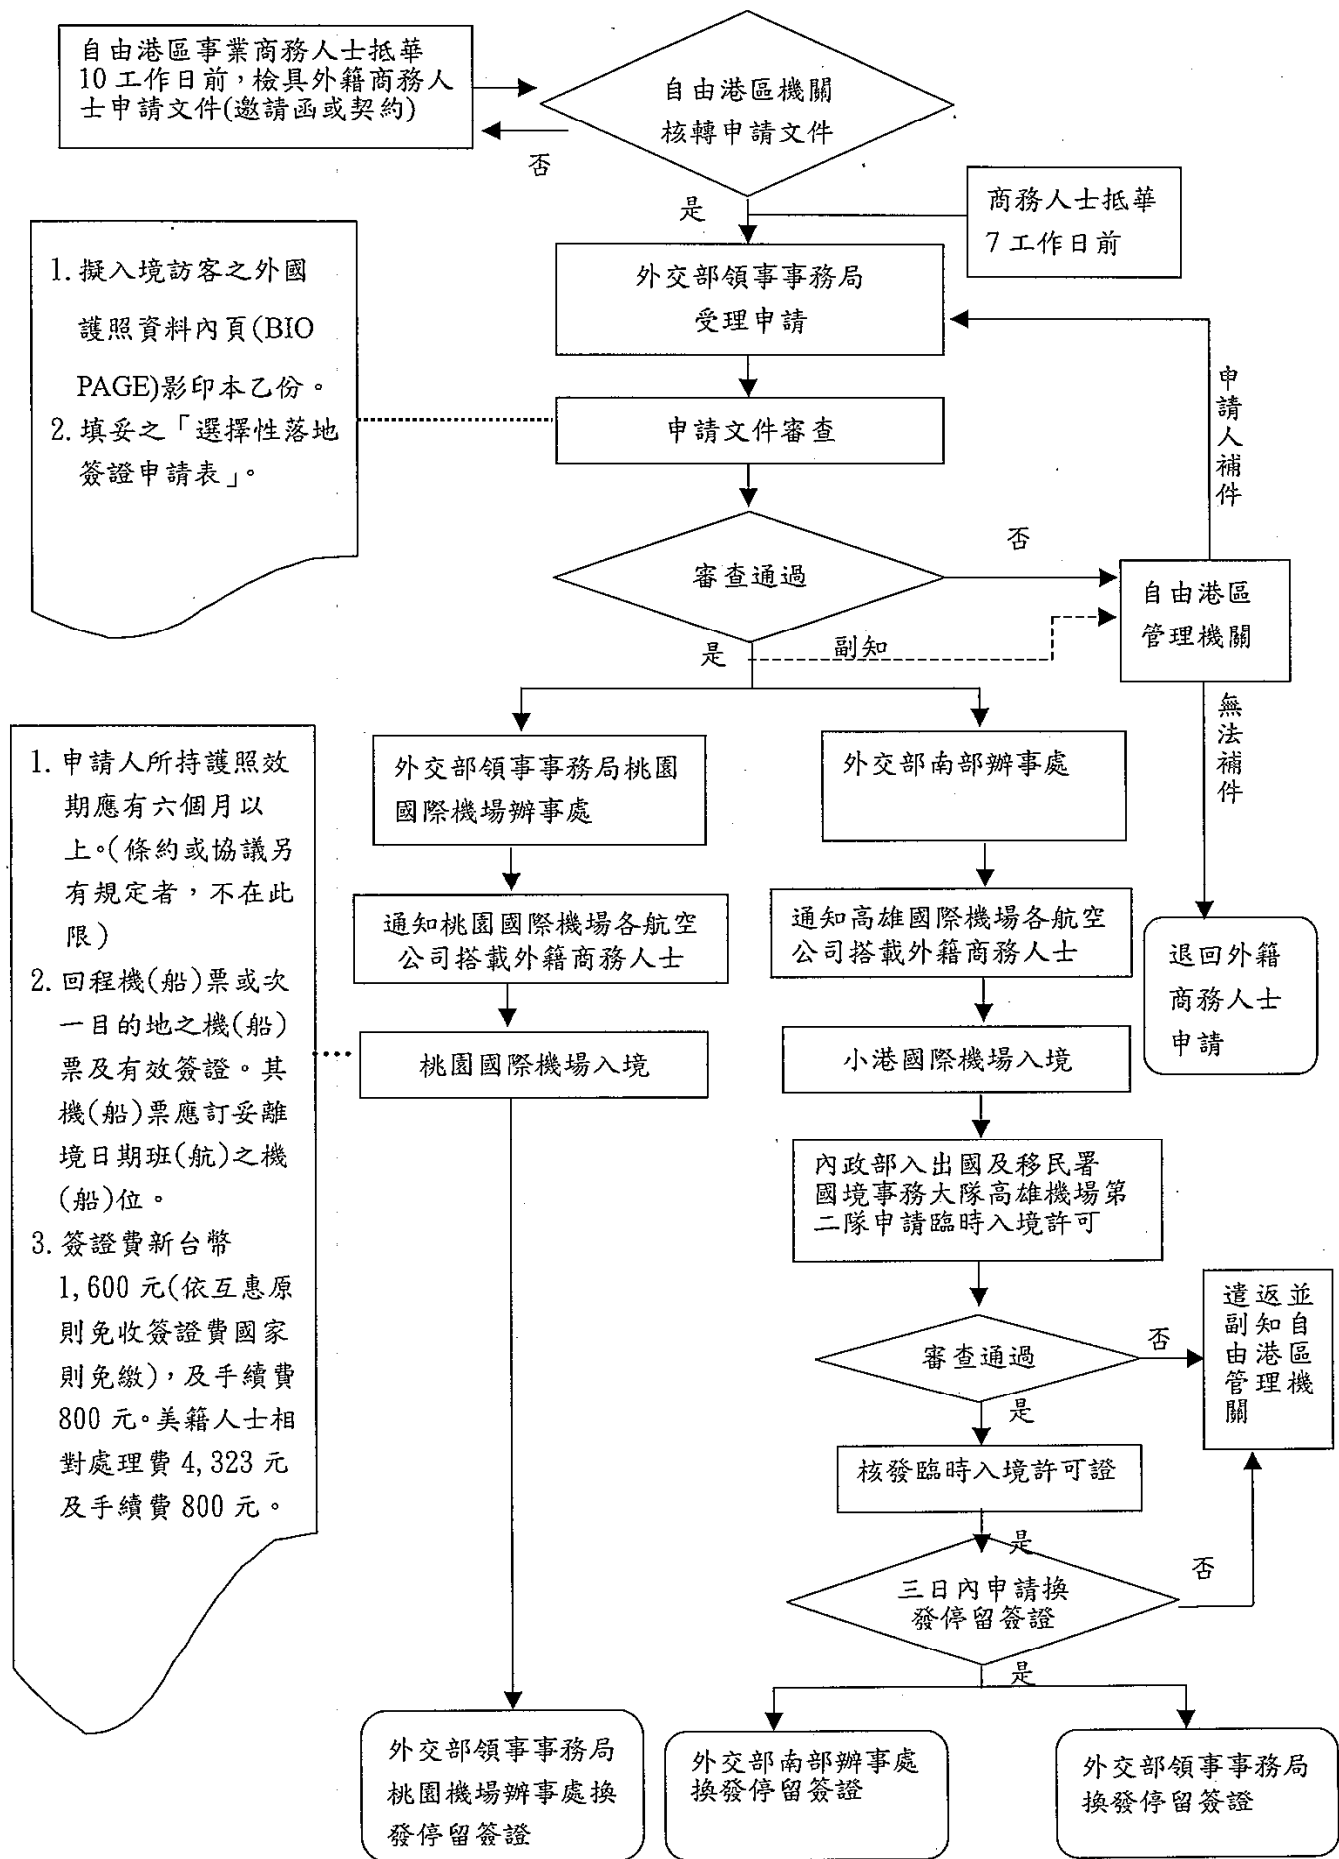 自由港區事業商務人士抵華
10 工作日前，檢具外籍商務人
士申請文件(邀請函或契約)
自由港區機關
核轉申請文件
否
是
商務人士抵華
7 工作日前
1. 擬入境訪客之外國
護照資料內頁(BIO
PAGE)影印本乙份。
2. 填妥之「選擇性落地
簽證申請表」。
外交部領事事務局
受理申請
申請文件審查
申請人補件
審查通過
否
自由港區
管理機關
是
副知
無法補件
1. 申請人所持護照效
期應有六個月以
上。(條約或協議另
有規定者，不在此
限)
2. 回程機(船)票或次
一目的地之機(船)
票及有效簽證。其
機(船)票應訂妥離
境日期班(航)之機
(船)位。
3. 簽證費新台幣
1,600 元(依互惠原
則免收簽證費國家
則免繳)，及手續費
800 元。美籍人士相
對處理費 4,323 元
及手續費 800 元。
外交部領事事務局桃園
國際機場辦事處
外交部南部辦事處
通知桃園國際機場各航空
公司搭載外籍商務人士
通知高雄國際機場各航空
公司搭載外籍商務人士
退回外籍
商務人士
申請
桃園國際機場入境
小港國際機場入境
內政部入出國及移民署
國境事務大隊高雄機場第
二隊申請臨時入境許可
審查通過
否
遣返並
副知自
由港區
管理機
關
是
核發臨時入境許可證
是
三日內申請換
發停留簽證
否
是
外交部領事事務局
桃園機場辦事處換
發停留簽證
外交部南部辦事處
換發停留簽證
外交部領事事務局
換發停留簽證